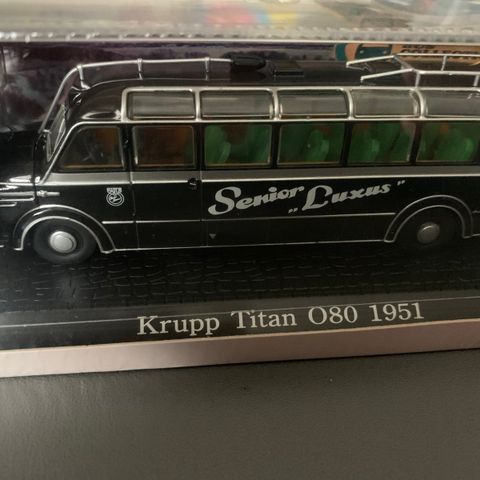 Senior
„Luxus"
Krupp Titan O80 1951